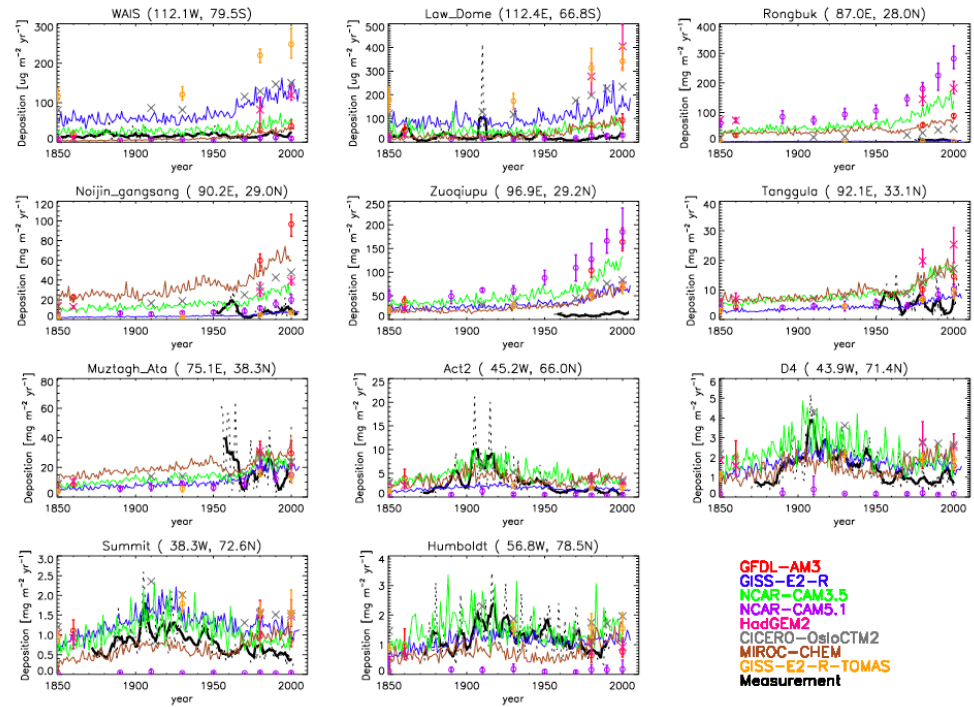 WAIS (112.1W, 79.5S)
Law_Dome (112.4E, 66.8S)
Rongbuk ( 87.0E, 28.0N)
Deposition [ug m⁻² yr⁻¹]
300
200
100
0
1850 1900 1950 2000
year
Deposition [ug m⁻² yr⁻¹]
500
400
300
200
100
0
1850 1900 1950 2000
year
Deposition [mg m⁻² yr⁻¹]
400
300
200
100
0
1850 1900 1950 2000
year
Noijin_gangsang ( 90.2E, 29.0N)
Zuoqiupu ( 96.9E, 29.2N)
Tanggula ( 92.1E, 33.1N)
Deposition [mg m⁻² yr⁻¹]
120
100
80
60
40
20
0
1850 1900 1950 2000
year
Deposition [mg m⁻² yr⁻¹]
250
200
150
100
50
0
1850 1900 1950 2000
year
Deposition [mg m⁻² yr⁻¹]
40
30
20
10
0
1850 1900 1950 2000
year
Muztagh_Ata ( 75.1E, 38.3N)
Act2 ( 45.2W, 66.0N)
D4 ( 43.9W, 71.4N)
Deposition [mg m⁻² yr⁻¹]
80
60
40
20
0
1850 1900 1950 2000
year
Deposition [mg m⁻² yr⁻¹]
25
20
15
10
5
0
1850 1900 1950 2000
year
Deposition [mg m⁻² yr⁻¹]
6
5
4
3
2
1
0
1850 1900 1950 2000
year
Summit ( 38.3W, 72.6N)
Humboldt ( 56.8W, 78.5N)
Deposition [mg m⁻² yr⁻¹]
3.0
2.5
2.0
1.5
1.0
0.5
0.0
1850 1900 1950 2000
year
Deposition [mg m⁻² yr⁻¹]
4
3
2
1
0
1850 1900 1950 2000
year
GFDL-AM3
GISS-E2-R
NCAR-CAM3.5
NCAR-CAM5.1
HadGEM2
CICERO-OsloCTM2
MIROC-CHEM
GISS-E2-R-TOMAS
Measurement